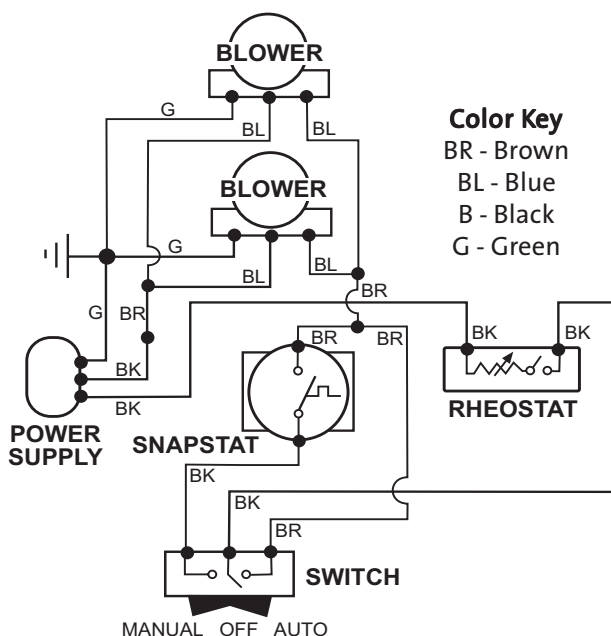 BLOWER
G
BL
BL
Color Key
BR - Brown
BL - Blue
B - Black
G - Green
BLOWER
G
BL
BL
G
BR
BR
BK
BK
BK
BK
BR
BR
RHEOSTAT
POWER
SUPPLY
SNAPSTAT
BK
BK
BR
SWITCH
MANUAL OFF AUTO